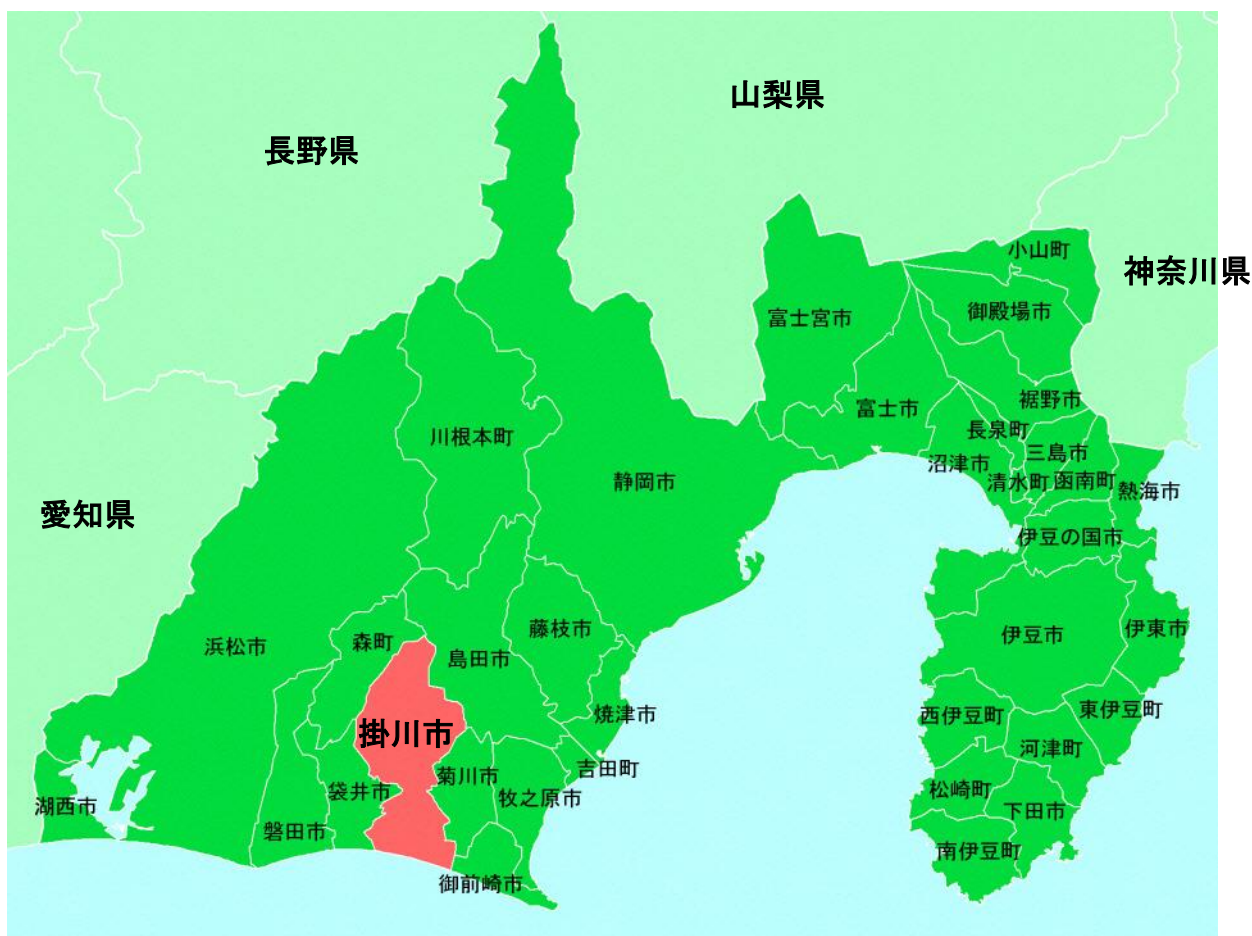 山梨県
長野県
小山町
神奈川県
御殿場市
富士宮市
裾野市
富士市
長泉町
川根本町
三島市
沼津市
静岡市
清水町
函南町
熱海市
愛知県
伊豆の国市
藤枝市
伊東市
伊豆市
森町
浜松市
島田市
東伊豆町
焼津市
西伊豆町
掛川市
河津町
吉田町
菊川市
袋井市
松崎町
牧之原市
湖西市
下田市
磐田市
南伊豆町
御前崎市